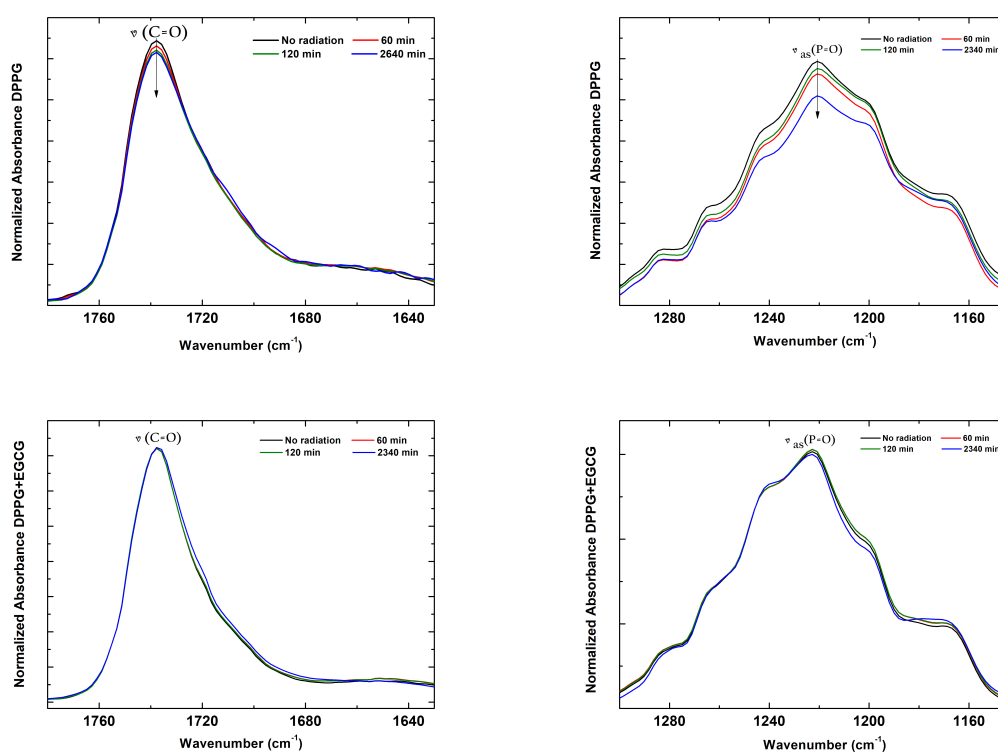 ν (C=O)
No radiation 60 min
120 min 2640 min
Normalized Absorbance DPPG
1760 1720 1680 1640
Wavenumber (cm⁻¹)
ν as(P=O)
No radiation 60 min
120 min 2340 min
Normalized Absorbance DPPG
1280 1240 1200 1160
Wavenumber (cm⁻¹)
ν (C=O)
No radiation 60 min
120 min 2340 min
Normalized Absorbance DPPG+EGCG
1760 1720 1680 1640
Wavenumber (cm⁻¹)
ν as(P=O)
No radiation 60 min
120 min 2340 min
Normalized Absorbance DPPG+EGCG
1280 1240 1200 1160
Wavenumber (cm⁻¹)